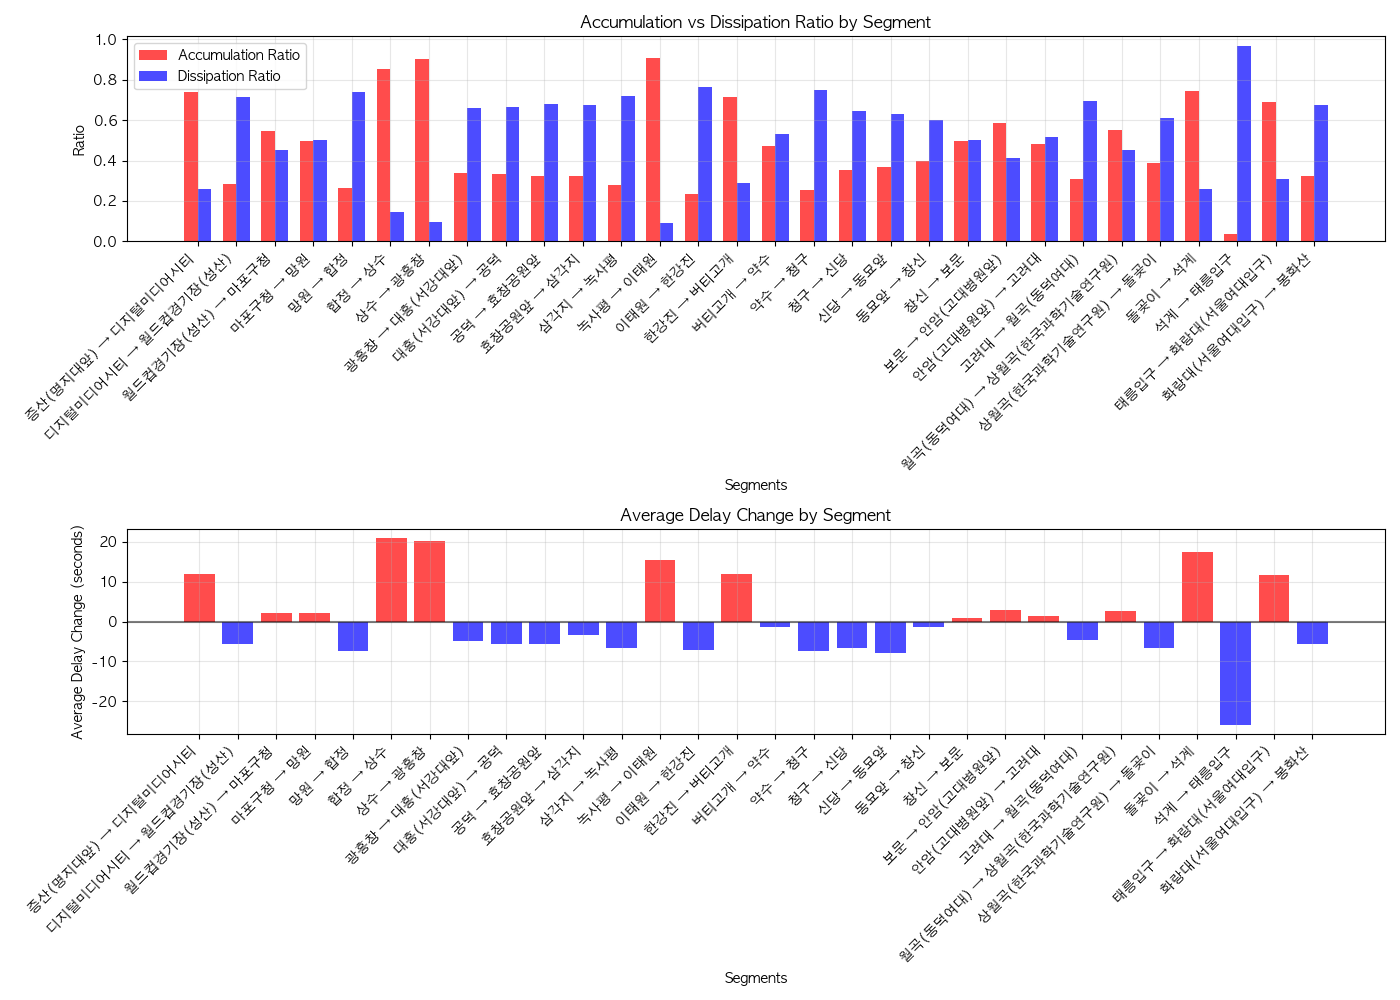 Accumulation vs Dissipation Ratio by Segment
Accumulation Ratio
Dissipation Ratio
Ratio
1.0
0.8
0.6
0.4
0.2
0.0
증산(명지대앞) → 디지털미디어시티
디지털미디어시티 → 월드컵경기장(성산)
월드컵경기장(성산) → 마포구청
마포구청 → 망원
망원 → 합정
합정 → 상수
상수 → 광흥창
광흥창 → 대흥(서강대앞)
대흥(서강대앞) → 공덕
공덕 → 효창공원앞
효창공원앞 → 삼각지
삼각지 → 녹사평
녹사평 → 이태원
이태원 → 한강진
한강진 → 버티고개
버티고개 → 약수
약수 → 청구
청구 → 신당
신당 → 동묘앞
동묘앞 → 창신
창신 → 보문
보문 → 안암(고대병원앞)
안암(고대병원앞) → 고려대
고려대 → 월곡(동덕여대)
월곡(동덕여대) → 상월곡(한국과학기술연구원)
상월곡(한국과학기술연구원) → 돌곶이
돌곶이 → 석계
석계 → 태릉입구
태릉입구 → 화랑대(서울여대입구)
화랑대(서울여대입구) → 봉화산
Segments
Average Delay Change by Segment
Average Delay Change (seconds)
20
10
0
-10
-20
증산(명지대앞) → 디지털미디어시티
디지털미디어시티 → 월드컵경기장(성산)
월드컵경기장(성산) → 마포구청
마포구청 → 망원
망원 → 합정
합정 → 상수
상수 → 광흥창
광흥창 → 대흥(서강대앞)
대흥(서강대앞) → 공덕
공덕 → 효창공원앞
효창공원앞 → 삼각지
삼각지 → 녹사평
녹사평 → 이태원
이태원 → 한강진
한강진 → 버티고개
버티고개 → 약수
약수 → 청구
청구 → 신당
신당 → 동묘앞
동묘앞 → 창신
창신 → 보문
보문 → 안암(고대병원앞)
안암(고대병원앞) → 고려대
고려대 → 월곡(동덕여대)
월곡(동덕여대) → 상월곡(한국과학기술연구원)
상월곡(한국과학기술연구원) → 돌곶이
돌곶이 → 석계
석계 → 태릉입구
태릉입구 → 화랑대(서울여대입구)
화랑대(서울여대입구) → 봉화산
Segments